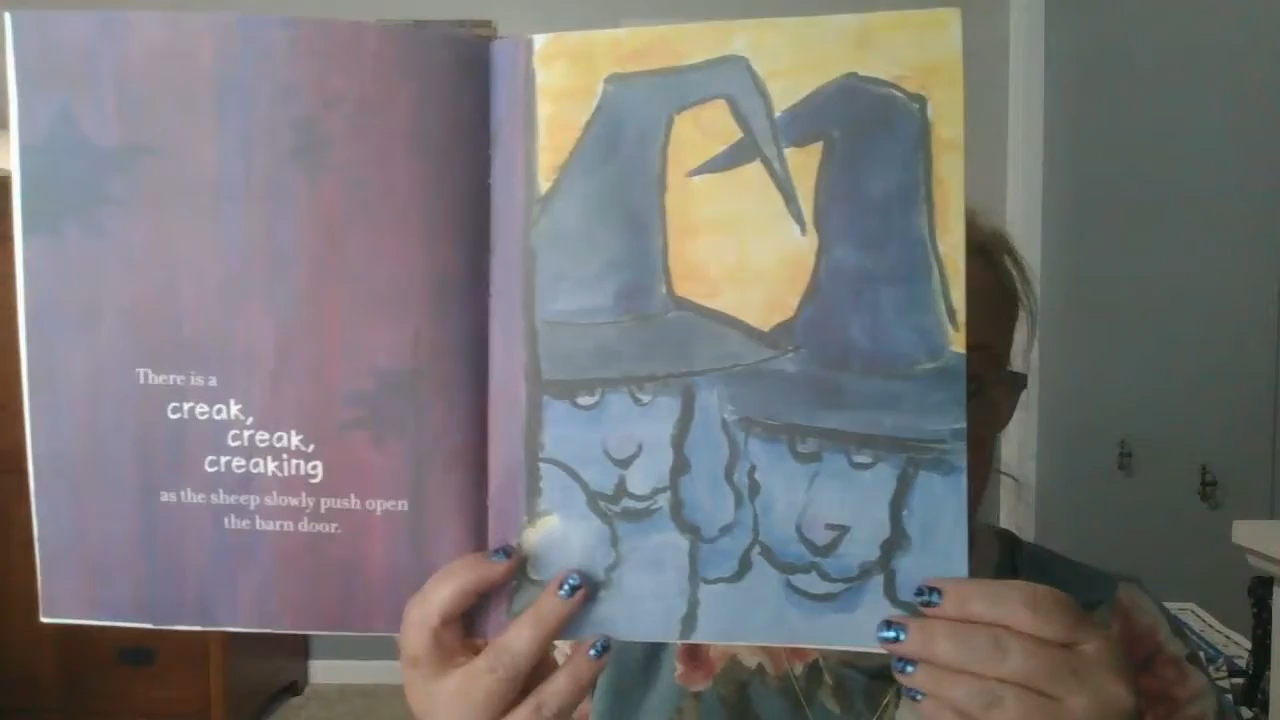 There is a
creak,
creak,
creaking
as the sheep slowly push open
the barn door.